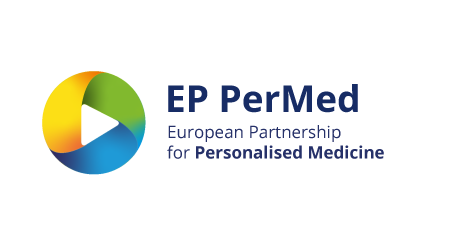 EP PerMed
European Partnership
for Personalised Medicine